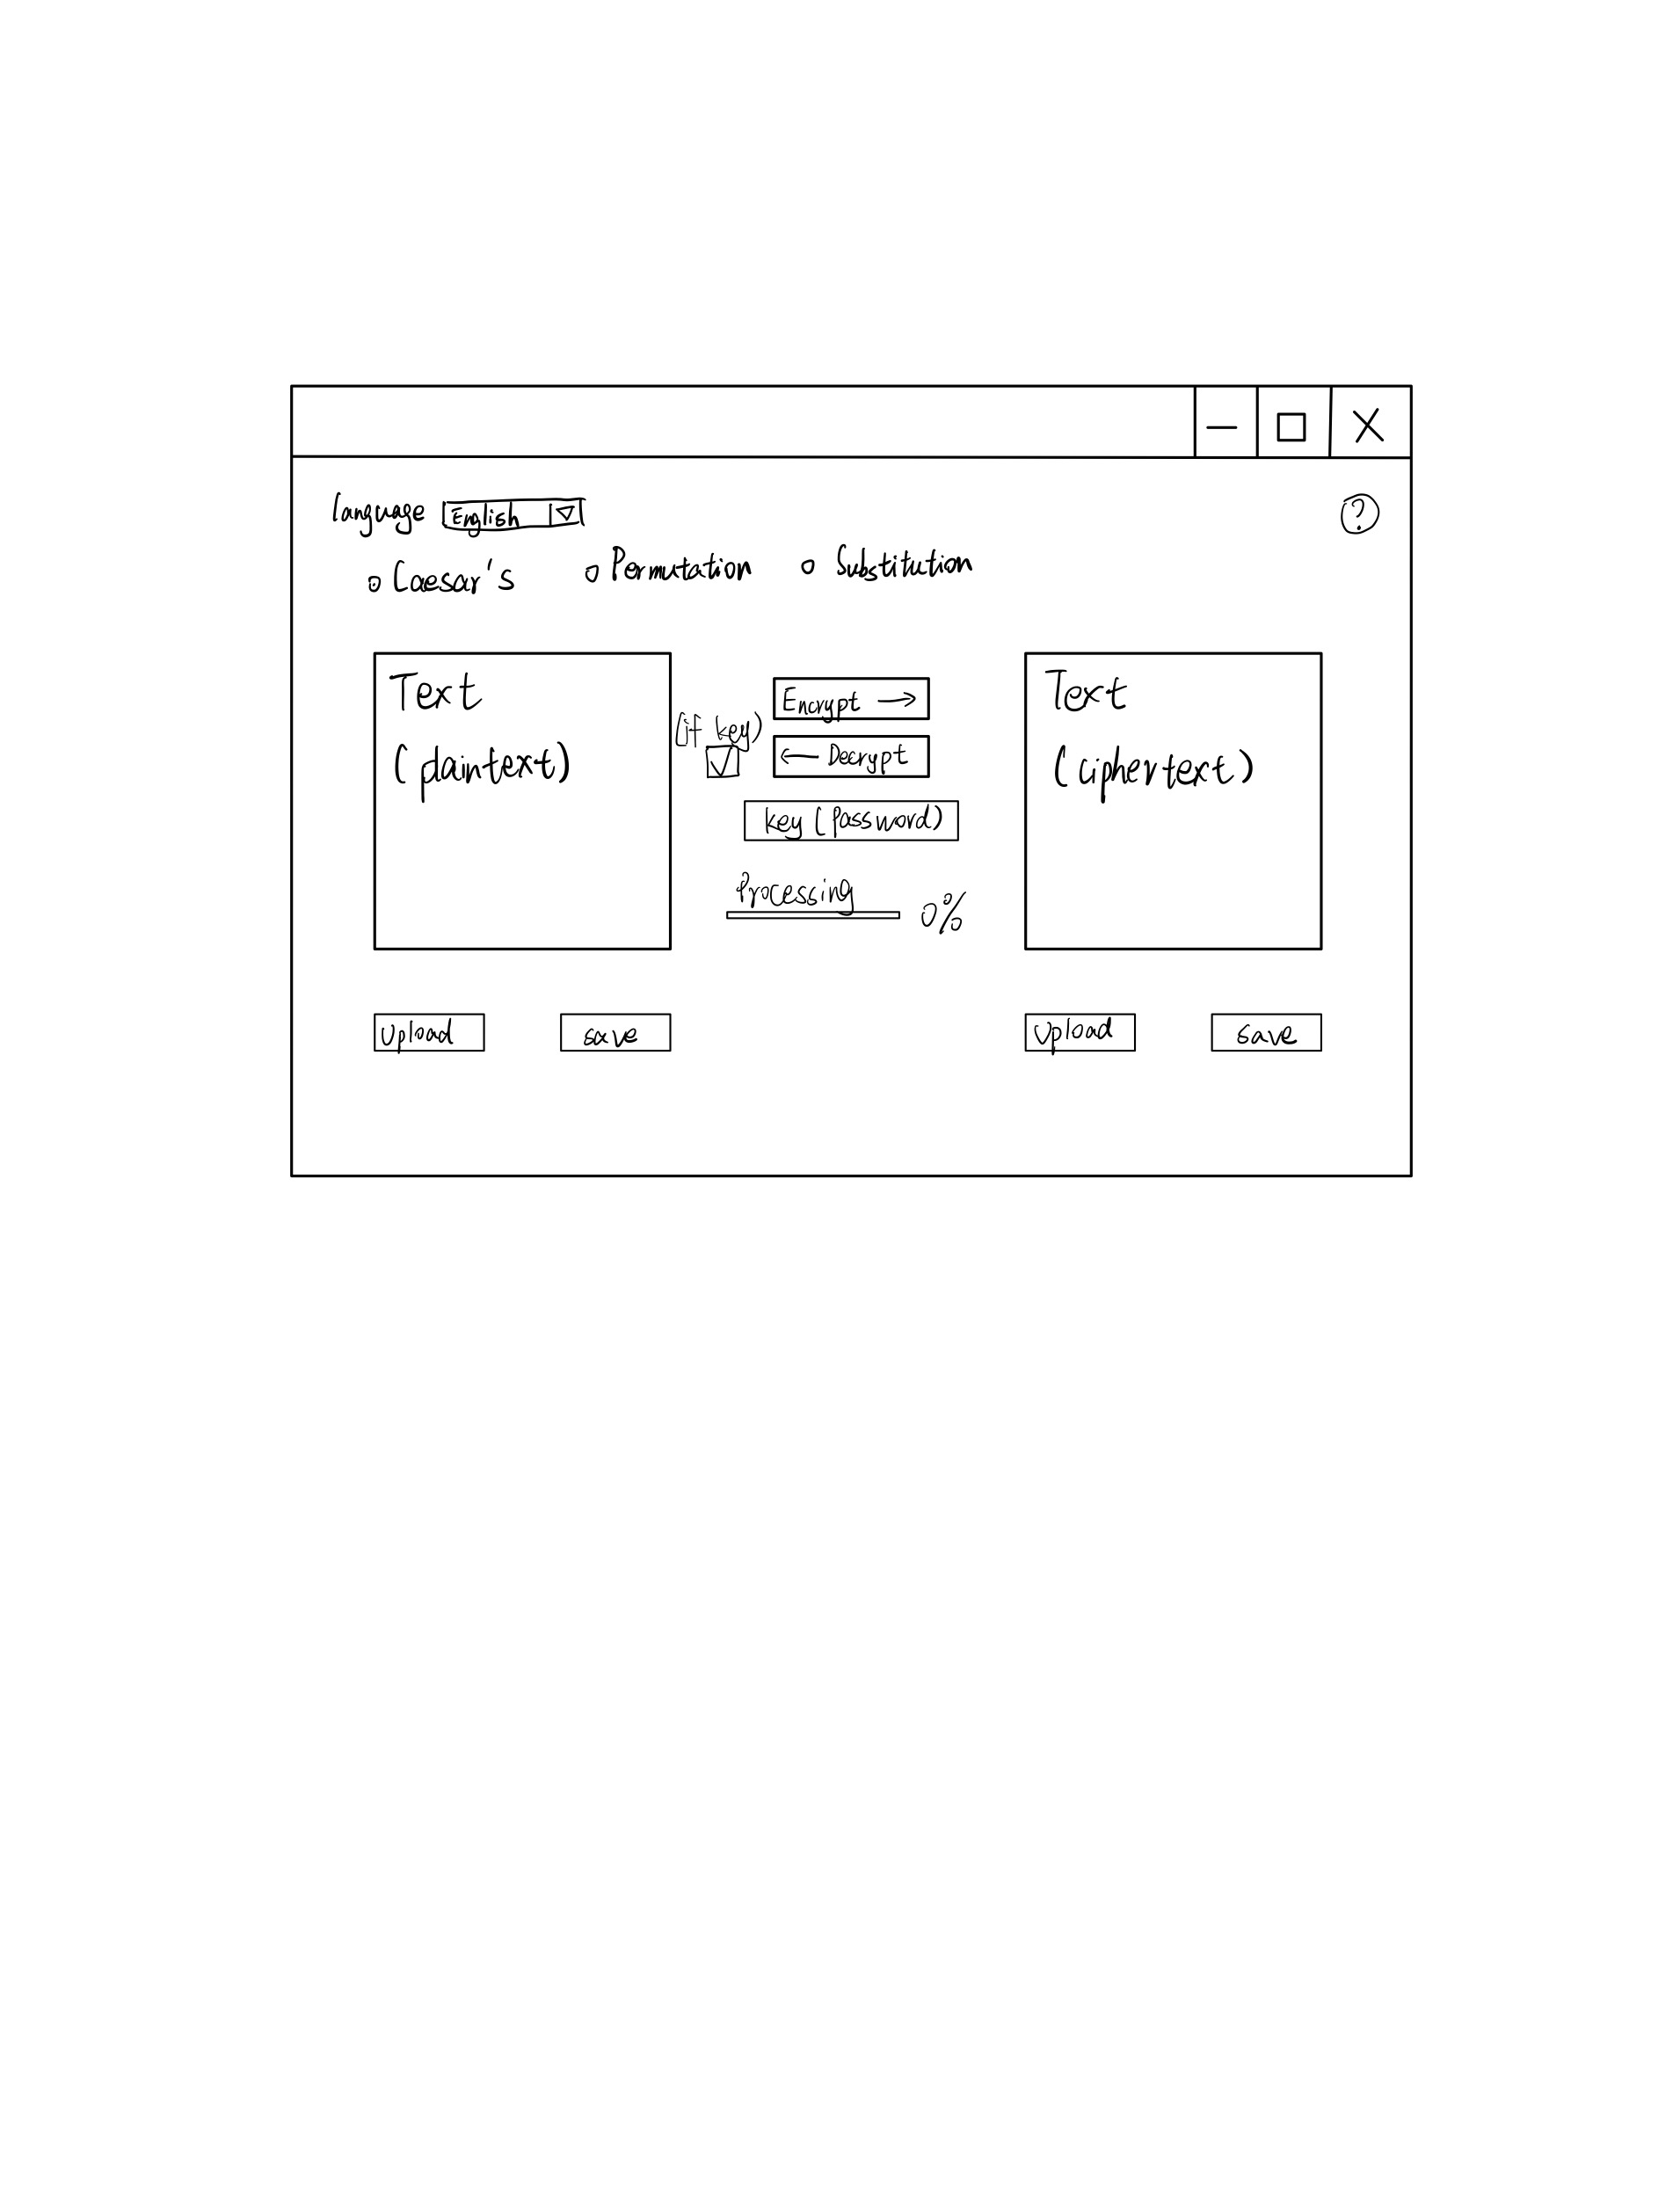 language English
?
Caesar's Permutation Substitution
Text
(plaintext)
(if key)
Encrypt →
← Decrypt
key (Password)
Processing
0%
Text
(ciphertext)
upload save
upload save